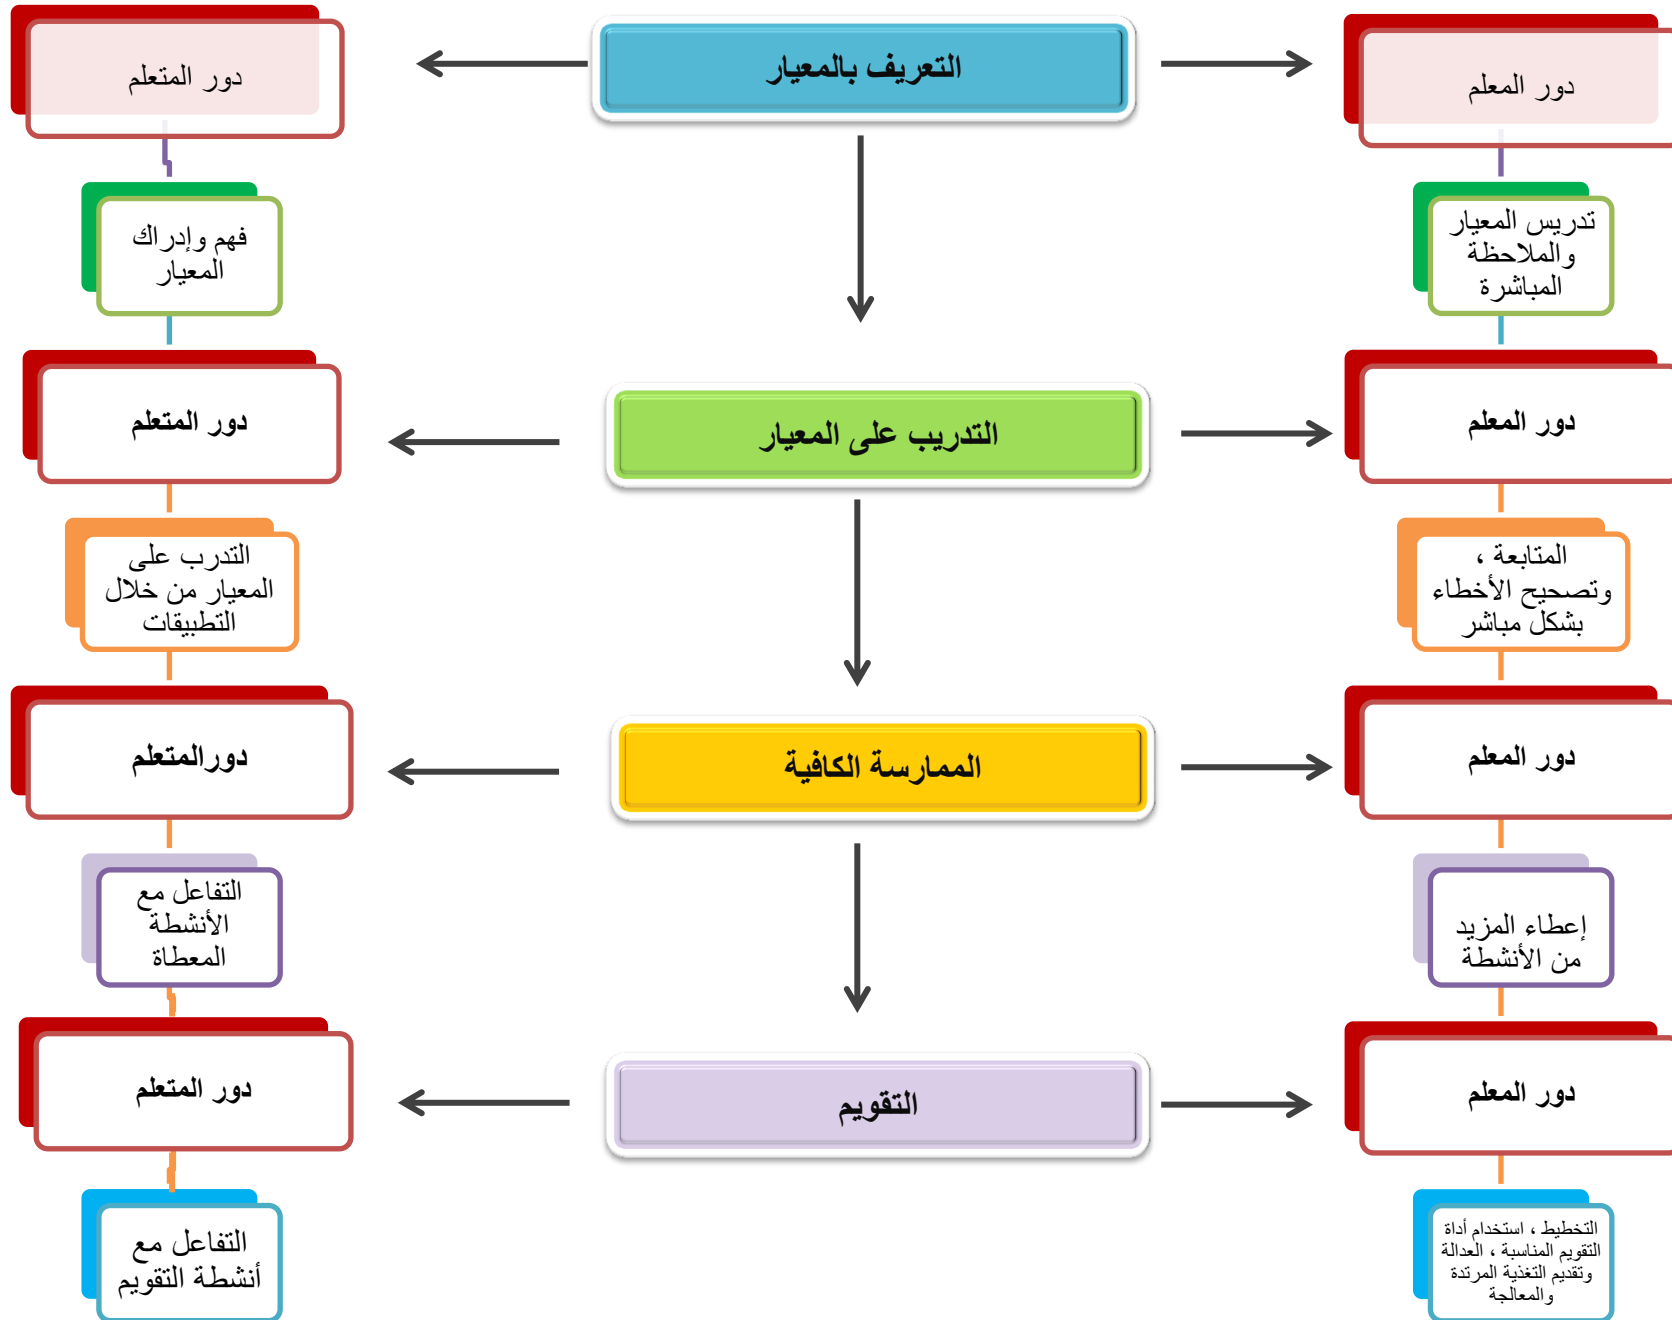 دور المعلم
التعريف بالمعيار
دور المتعلم
تدريس المعيار
والملاحظة
المباشرة
فهم وإدراك
المعيار
دور المعلم
التدريب على المعيار
دور المتعلم
المتابعة ،
وتصحيح الأخطاء
بشكل مباشر
التدرب على
المعيار من خلال
التطبيقات
دور المعلم
الممارسة الكافية
دورالمتعلم
إعطاء المزيد
من الأنشطة
التفاعل مع
الأنشطة
المعطاة
دور المعلم
التقويم
دور المتعلم
التخطيط ، استخدام أداة
التقويم المناسبة ، العدالة
وتقديم التغذية المرتدة
والمعالجة
التفاعل مع
أنشطة التقويم